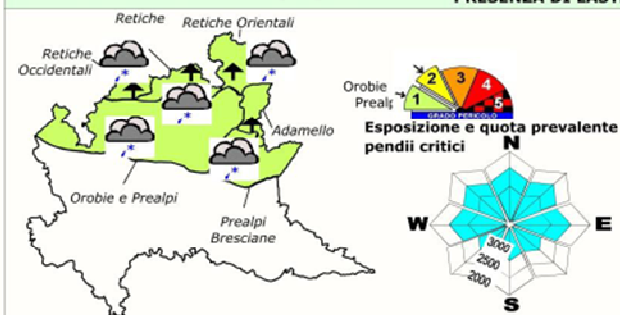 Retiche
Retiche Orientali
Retiche
Occidentali
1
Adamello
Orobie e Prealpi
Prealpi
Bresciane
Orobie
Prealp
1 2 3 4 5
GRADO PERICOLO
Esposizione e quota prevalente
pendii critici
N
W
E
3000
2500
2000
S